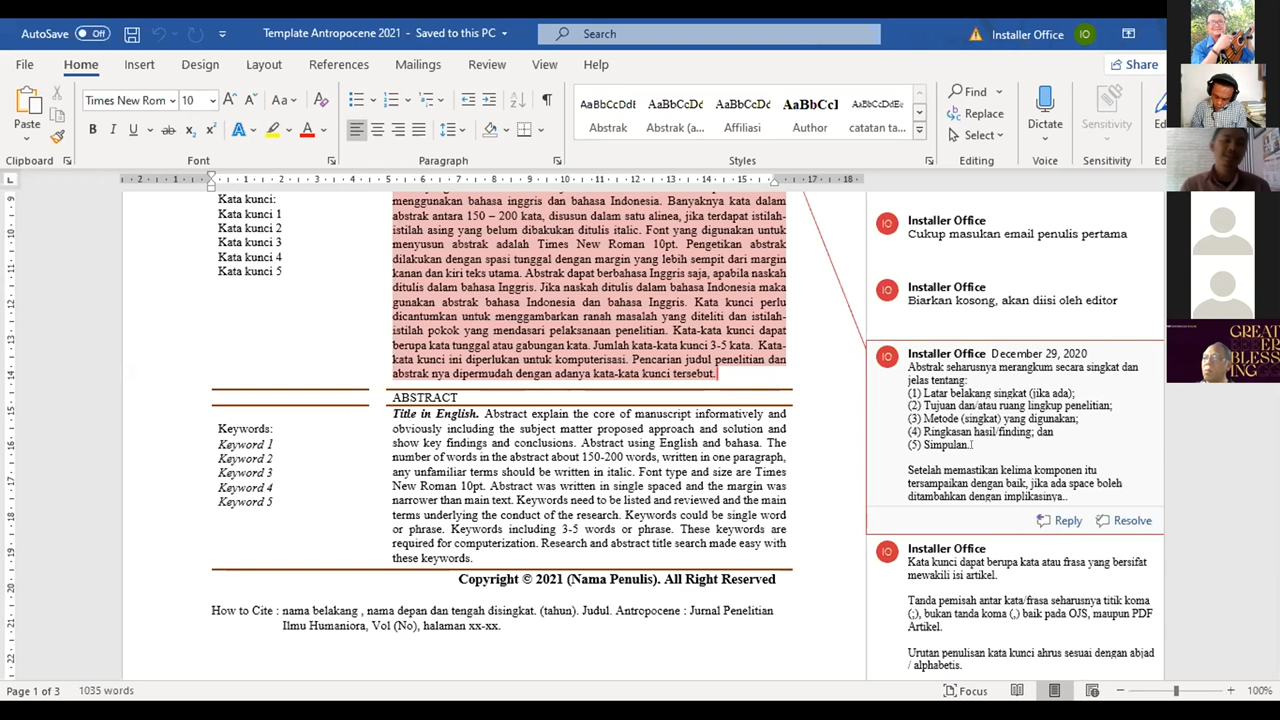 AutoSave Off
Template Antropocene 2021 - Saved to this PC
Search
Installer Office IO
File Home Insert Design Layout References Mailings Review View Help Share
Paste
Times New Rom 10
Find
Replace
Select
Dictate
Sensitivity
AaBbCcDdE AaBbCcDd AaBbCcDd AaBbCcI AaBbCcDdEe
Abstrak Abstrak (a... Affiliasi Author catatan ta...
Clipboard Font Paragraph Styles Editing Voice Sensitivity
Kata kunci:
Kata kunci 1
Kata kunci 2
Kata kunci 3
Kata kunci 4
Kata kunci 5
menggunakan bahasa inggris dan bahasa Indonesia. Banyaknya kata dalam
abstrak antara 150 – 200 kata, disusun dalam satu alinea, jika terdapat istilah-
istilah asing yang belum dibakukan ditulis italic. Font yang digunakan untuk
menyusun abstrak adalah Times New Roman 10pt. Pengetikan abstrak
dilakukan dengan spasi tunggal dengan margin yang lebih sempit dari margin
kanan dan kiri teks utama. Abstrak dapat berbahasa Inggris saja, apabila naskah
ditulis dalam bahasa Inggris. Jika naskah ditulis dalam bahasa Indonesia maka
gunakan abstrak bahasa Indonesia dan bahasa Inggris. Kata kunci perlu
dicantumkan untuk menggambarkan ranah masalah yang diteliti dan istilah-
istilah pokok yang mendasari pelaksanaan penelitian. Kata-kata kunci dapat
berupa kata tunggal atau gabungan kata. Jumlah kata-kata kunci 3-5 kata. Kata-
kata kunci ini diperlukan untuk komputerisasi. Pencarian judul penelitian dan
abstrak nya dipermudah dengan adanya kata-kata kunci tersebut.
ABSTRACT
Keywords:
Keyword 1
Keyword 2
Keyword 3
Keyword 4
Keyword 5
Title in English. Abstract explain the core of manuscript informatively and
obviously including the subject matter proposed approach and solution and
show key findings and conclusions. Abstract using English and bahasa. The
number of words in the abstract about 150-200 words, written in one paragraph,
any unfamiliar terms should be written in italic. Font type and size are Times
New Roman 10pt. Abstract was written in single spaced and the margin was
narrower than main text. Keywords need to be listed and reviewed and the main
terms underlying the conduct of the research. Keywords could be single word
or phrase. Keywords including 3-5 words or phrase. These keywords are
required for computerization. Research and abstract title search made easy with
these keywords.
Copyright © 2021 (Nama Penulis). All Right Reserved
How to Cite : nama belakang , nama depan dan tengah disingkat. (tahun). Judul. Antropocene : Jurnal Penelitian
Ilmu Humaniora, Vol (No), halaman xx-xx.
IO Installer Office
Cukup masukan email penulis pertama
IO Installer Office
Biarkan kosong, akan diisi oleh editor
IO Installer Office December 29, 2020
Abstrak seharusnya merangkum secara singkat dan
jelas tentang:
(1) Latar belakang singkat (jika ada);
(2) Tujuan dan/atau ruang lingkup penelitian;
(3) Metode (singkat) yang digunakan;
(4) Ringkasan hasil/finding; dan
(5) Simpulan.
Setelah memastikan kelima komponen itu
tersampaikan dengan baik, jika ada space boleh
ditambahkan dengan implikasinya..
Reply Resolve
IO Installer Office
Kata kunci dapat berupa kata atau frasa yang bersifat
mewakili isi artikel.
Tanda pemisah antar kata/frasa seharusnya titik koma
(;), bukan tanda koma (,) baik pada OJS, maupun PDF
Artikel.
Urutan penulisan kata kunci ahrus sesuai dengan abjad
/ alphabetis.
GREAT
BLESS
ING
Page 1 of 3 1035 words
Focus
100%